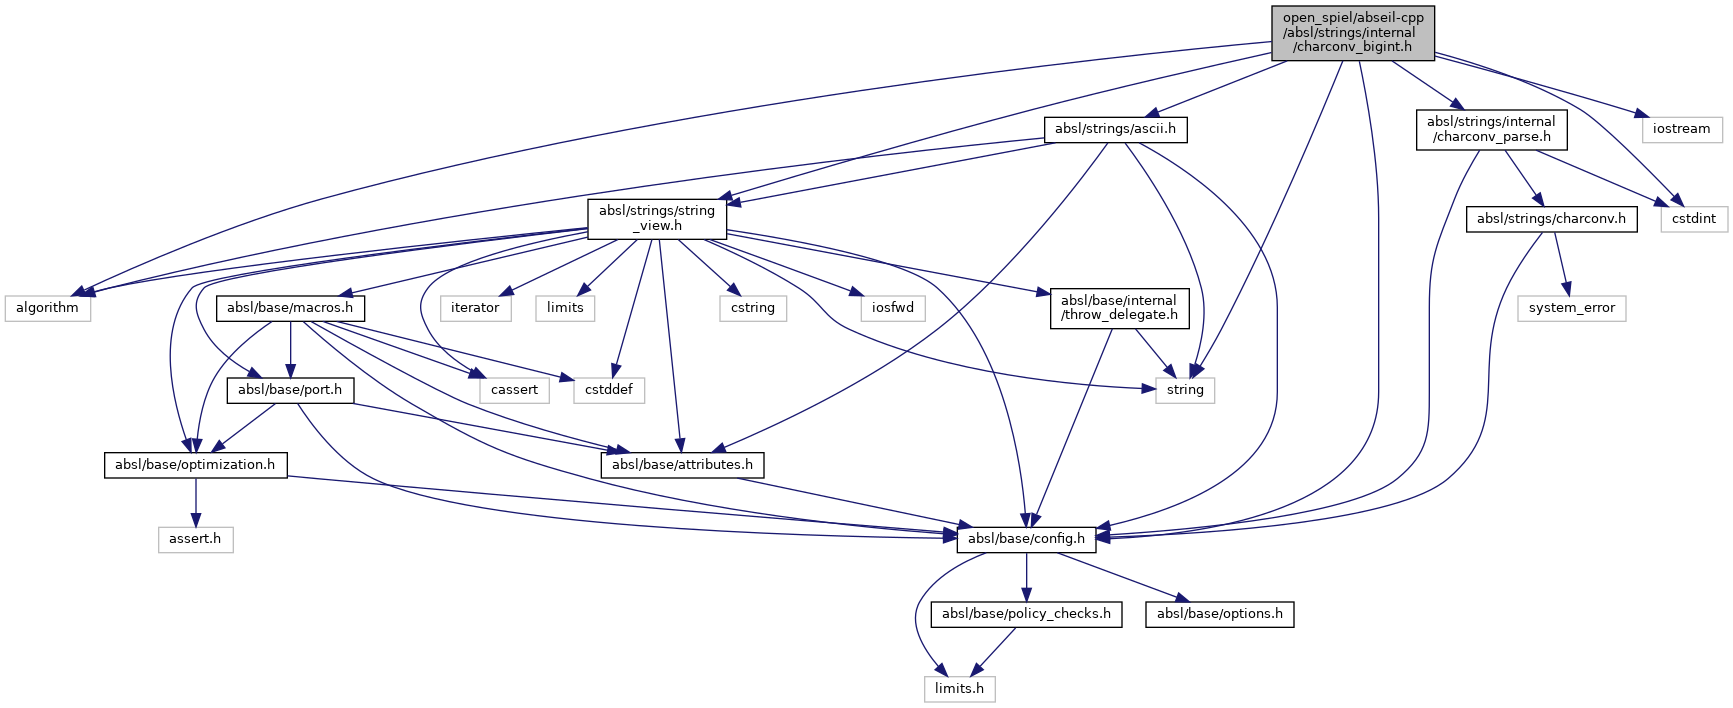 open_spiel/abseil-cpp
/absl/strings/internal
/charconv_bigint.h
absl/strings/ascii.h
absl/strings/internal
/charconv_parse.h
iostream
absl/strings/string
_view.h
absl/strings/charconv.h
cstdint
algorithm
absl/base/macros.h
iterator
limits
cstring
iosfwd
absl/base/internal
/throw_delegate.h
system_error
absl/base/port.h
cassert
cstddef
string
absl/base/optimization.h
absl/base/attributes.h
assert.h
absl/base/config.h
absl/base/policy_checks.h
absl/base/options.h
limits.h